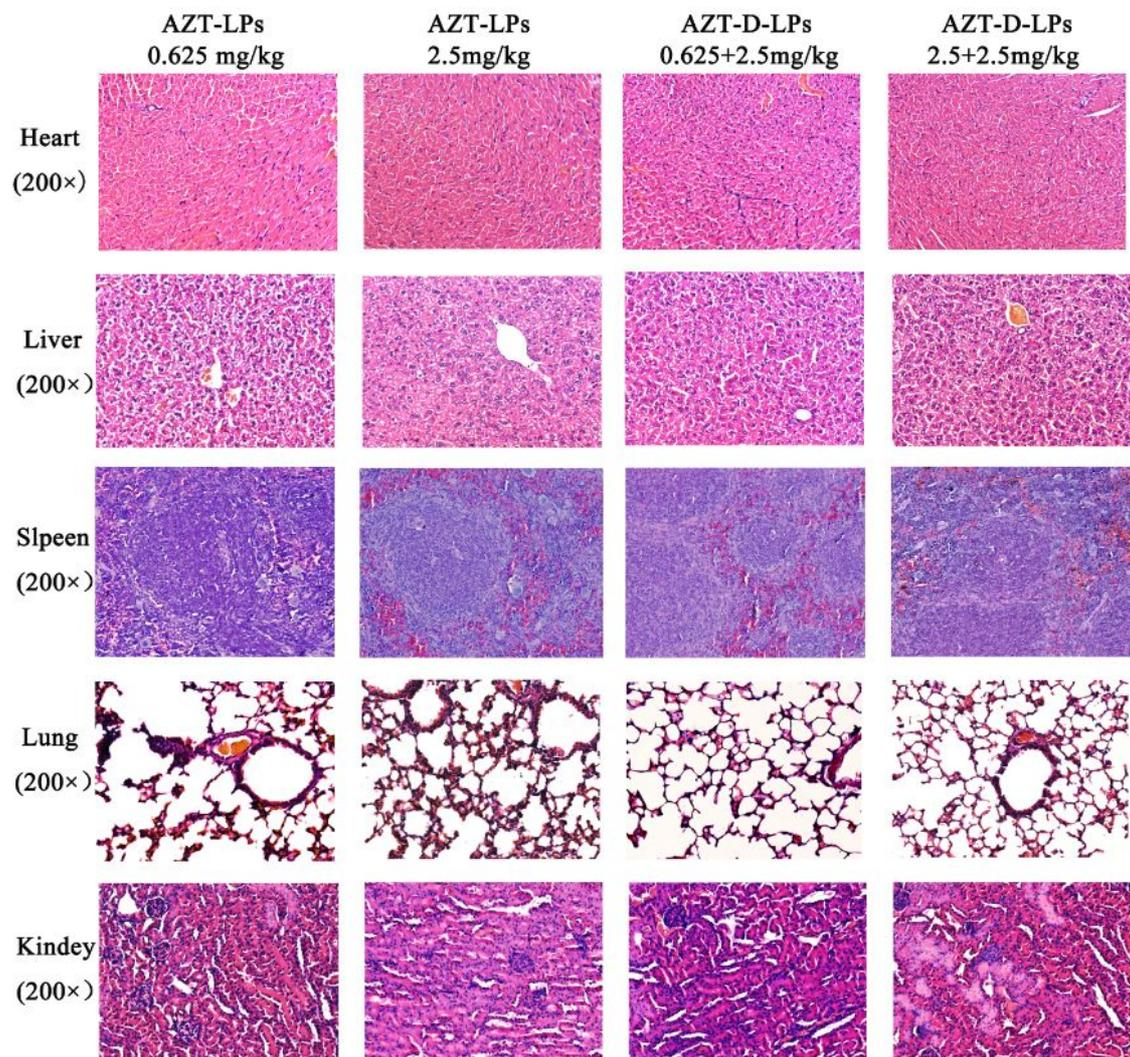 AZT-LPs AZT-LPs AZT-D-LPs AZT-D-LPs
0.625 mg/kg 2.5mg/kg 0.625+2.5mg/kg 2.5+2.5mg/kg
Heart
(200×)
Liver
(200×)
Slpeen
(200×)
Lung
(200×)
Kindey
(200×)